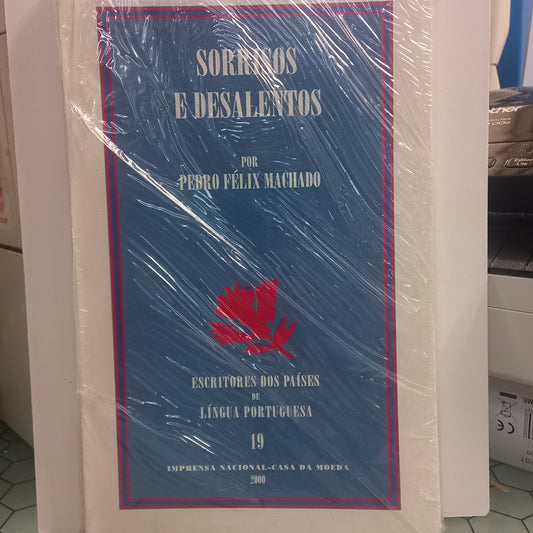 SORRISOS
E DESALENTOS
POR
PEDRO FÉLIX MACHADO
ESCRITORES DOS PAÍSES
DE
LÍNGUA PORTUGUESA
19
IMPRENSA NACIONAL-CASA DA MOEDA
2000